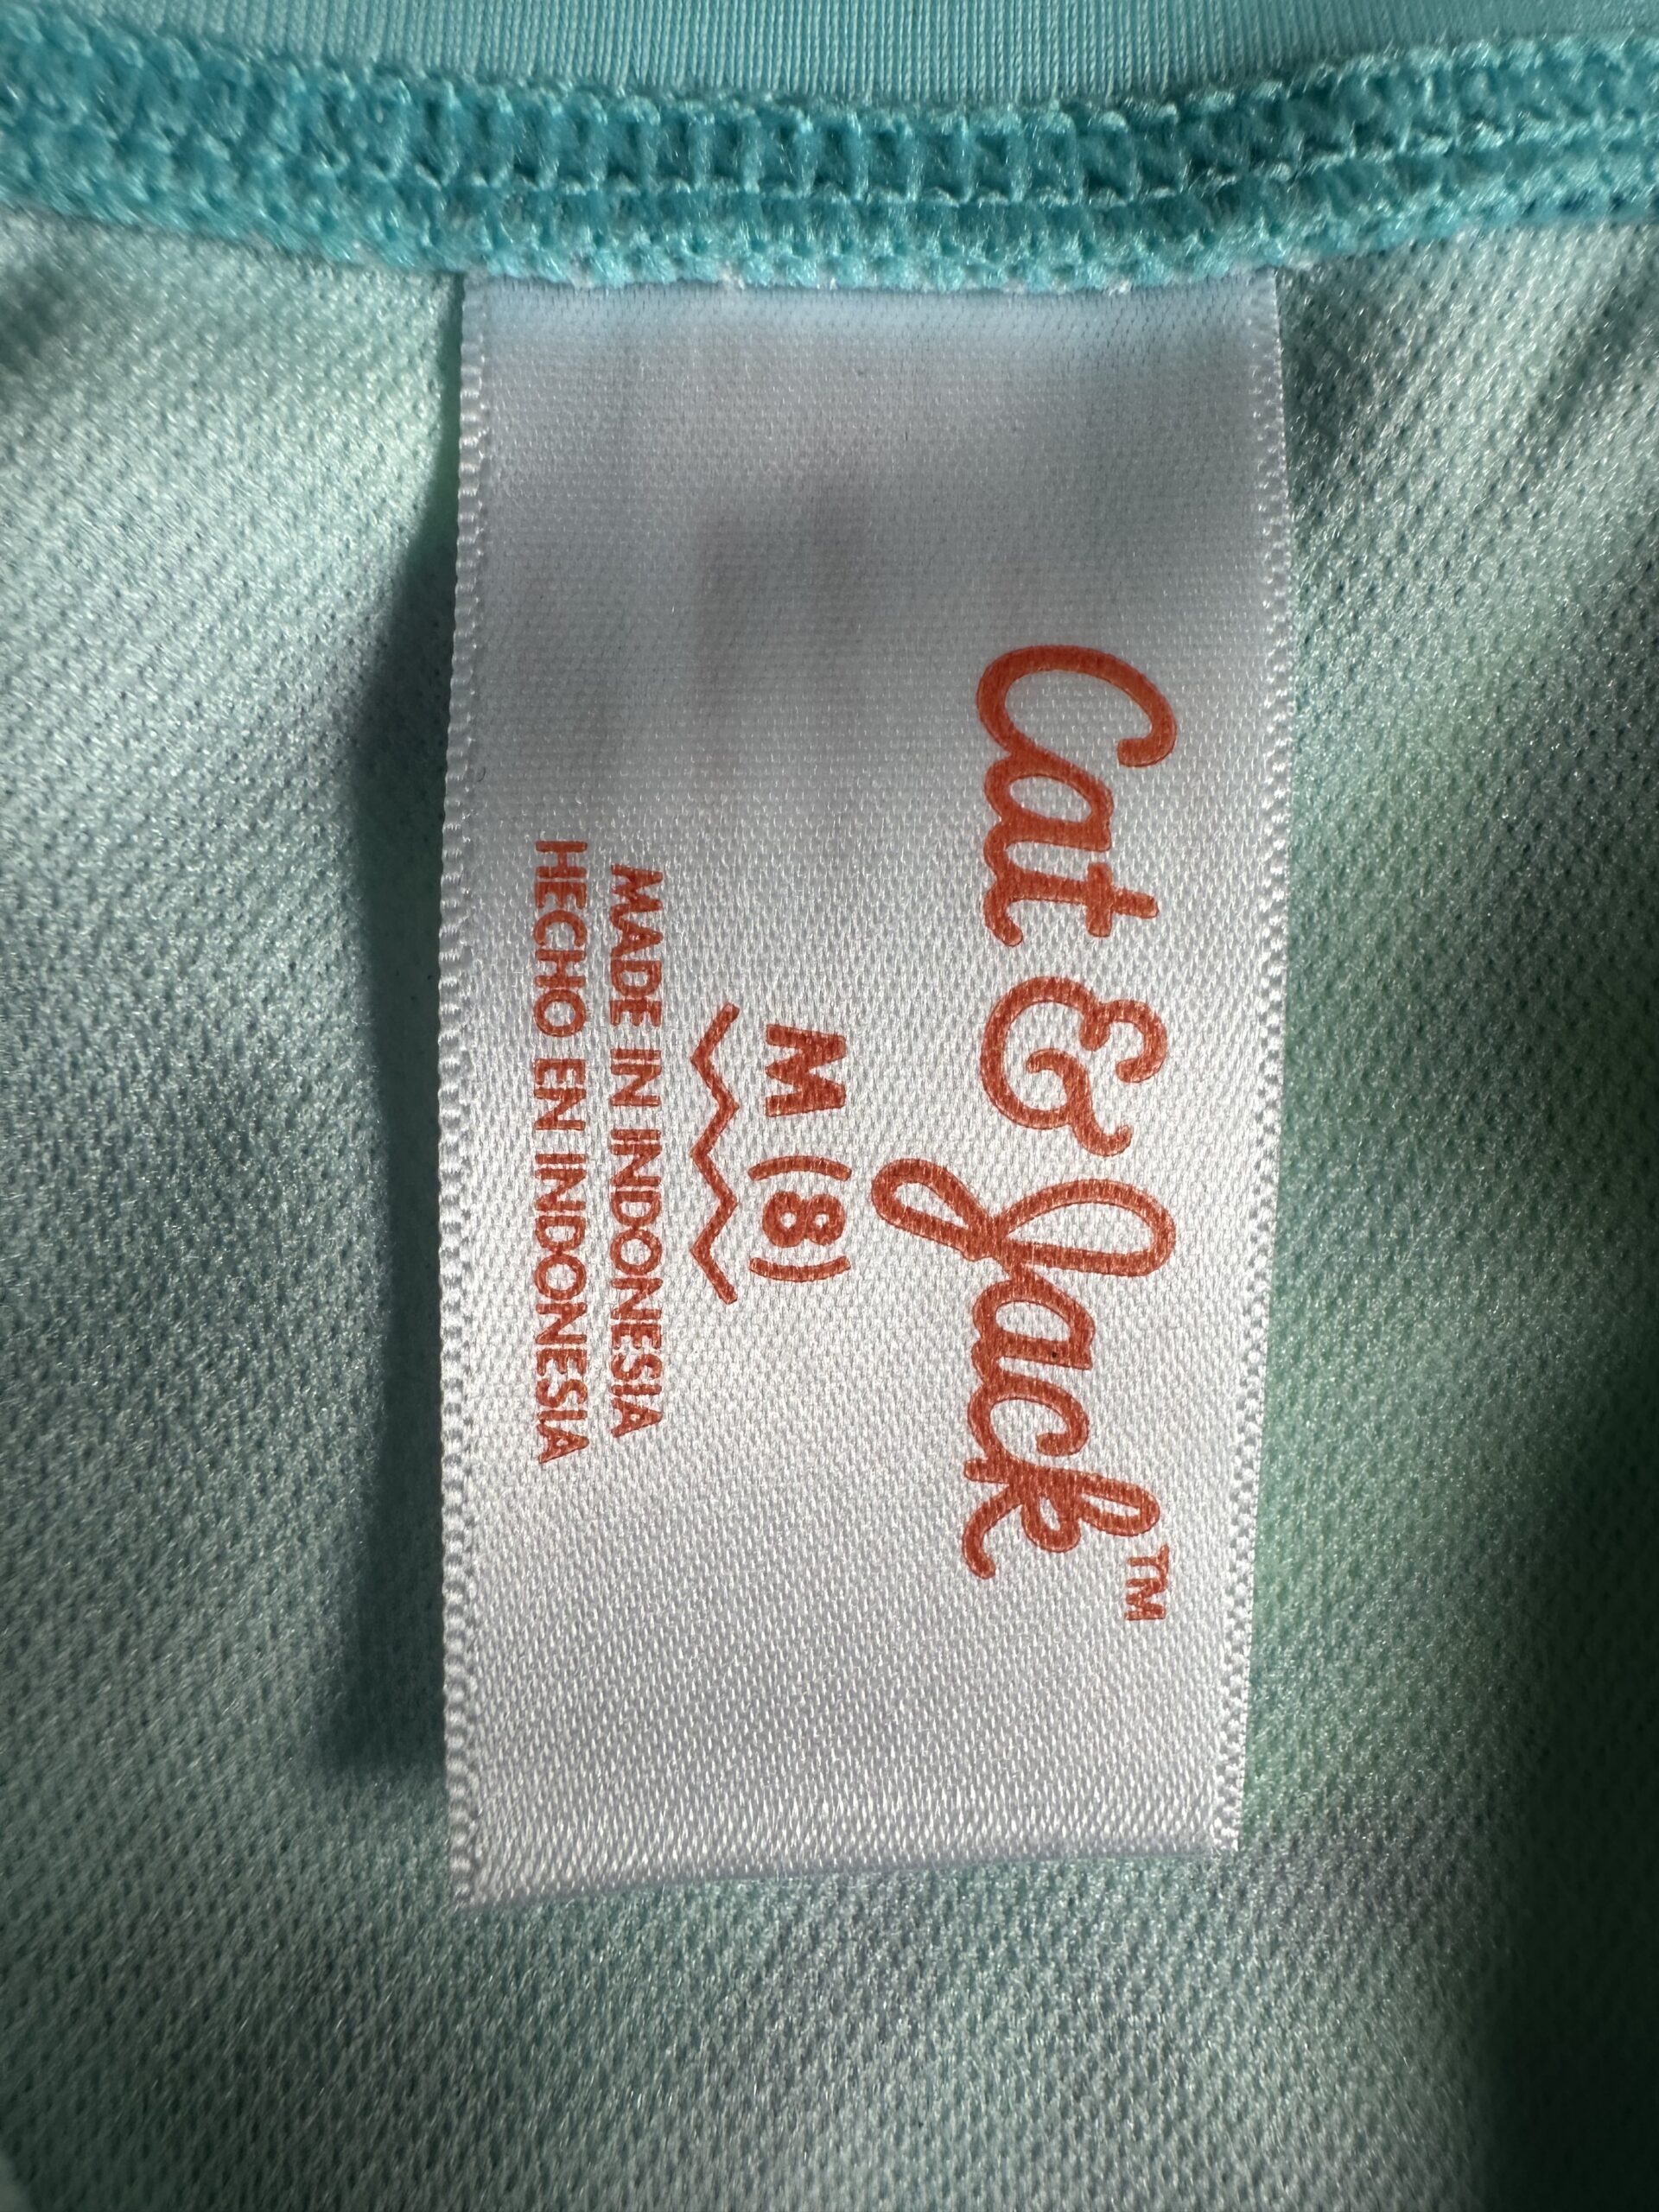 Cat & Jack™
M (8)
MADE IN INDONESIA
HECHO EN INDONESIA